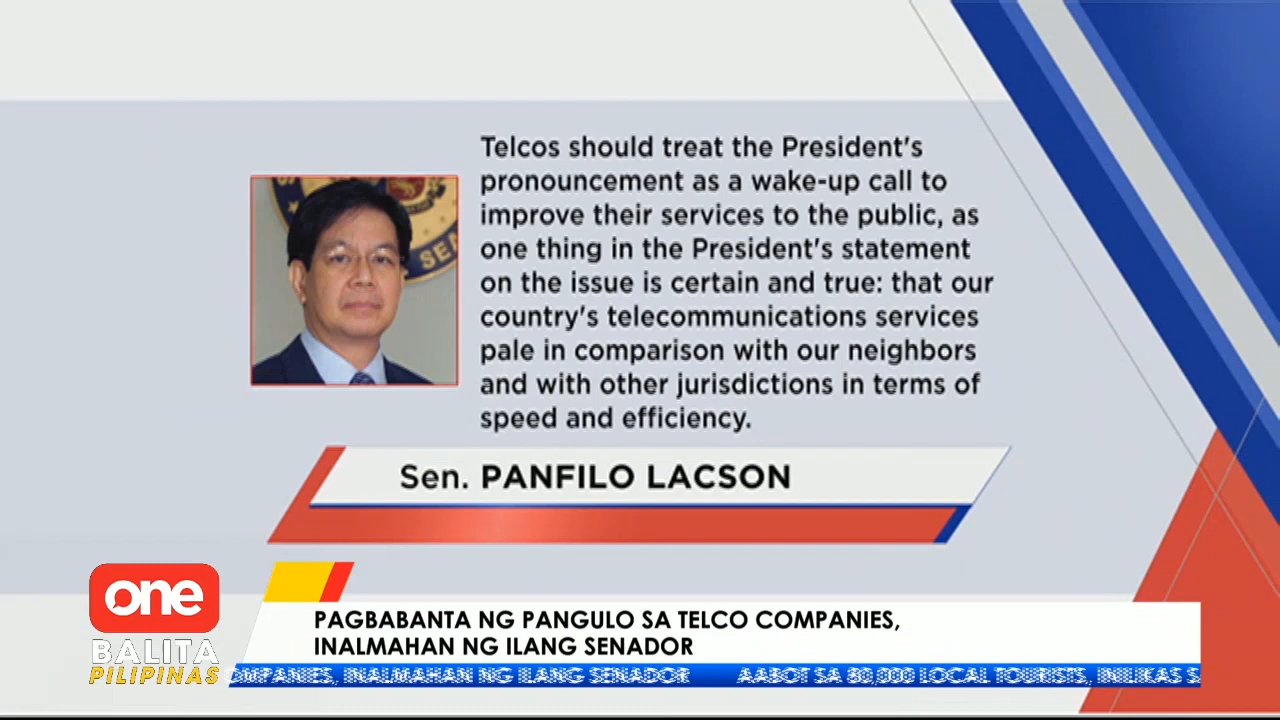 Telcos should treat the President's
pronouncement as a wake-up call to
improve their services to the public, as
one thing in the President's statement
on the issue is certain and true: that our
country's telecommunications services
pale in comparison with our neighbors
and with other jurisdictions in terms of
speed and efficiency.
SEN
Sen. PANFILO LACSON
one
BALITA
PILIPINAS
PAGBABANTA NG PANGULO SA TELCO COMPANIES,
INALMAHAN NG ILANG SENADOR
OMPANIES, INALMAHAN NG ILANG SENADOR AABOT SA 80,000 LOCAL TOURISTS, INILIKAS SA